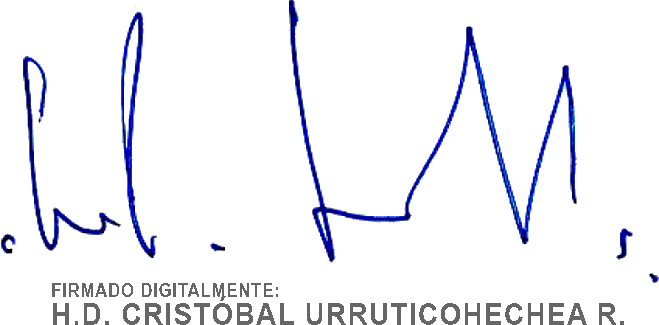 FIRMADO DIGITALMENTE:
H.D. CRISTÓBAL URRUTICOHECHEA R.